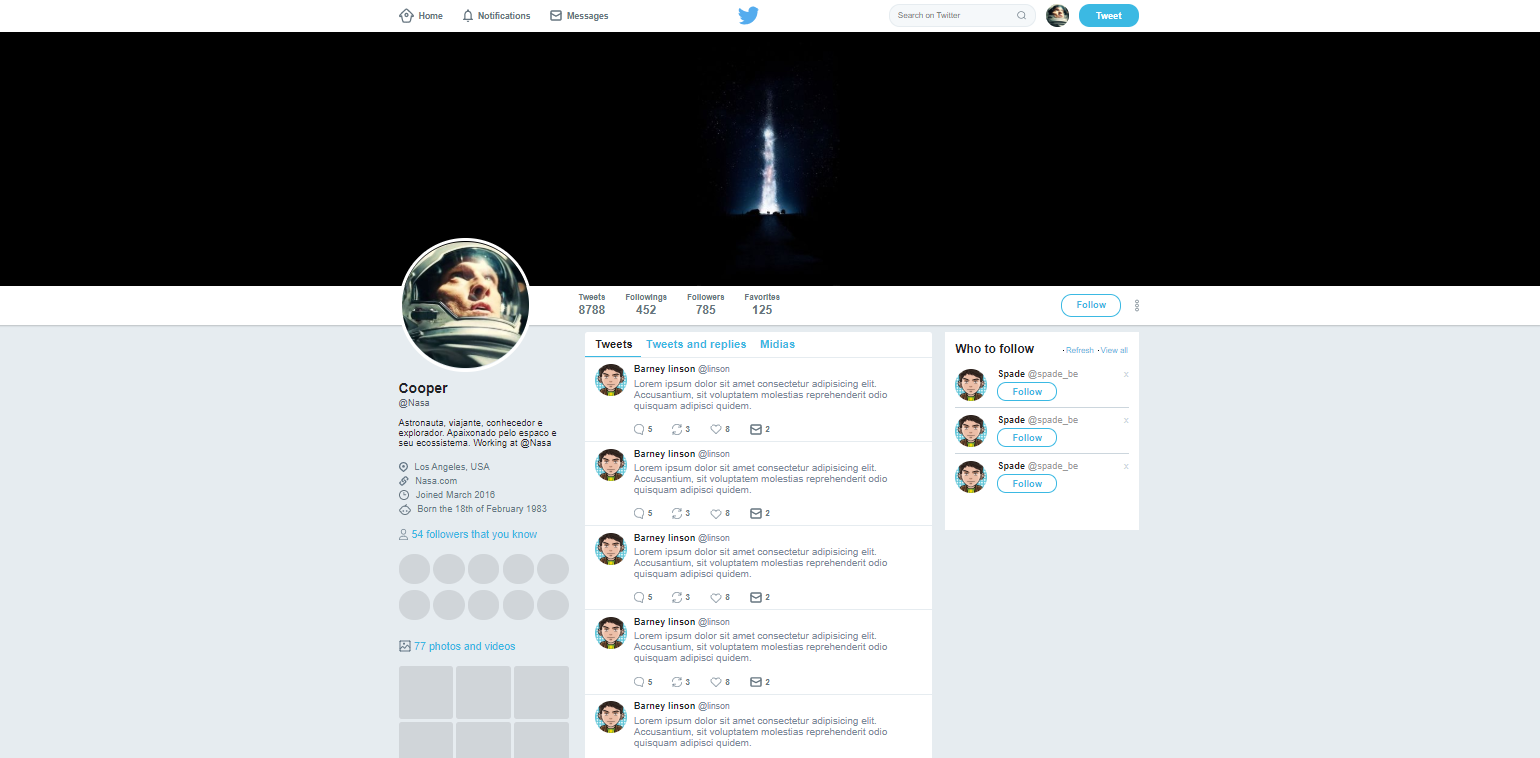 Home Notifications Messages Search on Twitter Tweet
Tweets Followings Followers Favorites
8788 452 785 125
Follow
Cooper
@Nasa
Astronauta, viajante, conhecedor e
explorador. Apaixonado pelo espaco e
seu ecossistema. Working at @Nasa
Los Angeles, USA
Nasa.com
Joined March 2016
Born the 18th of February 1983
54 followers that you know
77 photos and videos
Tweets Tweets and replies Midias
Barney linson @linson
Lorem ipsum dolor sit amet consectetur adipisicing elit.
Accusantium, sit voluptatem molestias reprehenderit odio
quisquam adipisci quidem.
5 3 8 2
Barney linson @linson
Lorem ipsum dolor sit amet consectetur adipisicing elit.
Accusantium, sit voluptatem molestias reprehenderit odio
quisquam adipisci quidem.
5 3 8 2
Barney linson @linson
Lorem ipsum dolor sit amet consectetur adipisicing elit.
Accusantium, sit voluptatem molestias reprehenderit odio
quisquam adipisci quidem.
5 3 8 2
Barney linson @linson
Lorem ipsum dolor sit amet consectetur adipisicing elit.
Accusantium, sit voluptatem molestias reprehenderit odio
quisquam adipisci quidem.
5 3 8 2
Barney linson @linson
Lorem ipsum dolor sit amet consectetur adipisicing elit.
Accusantium, sit voluptatem molestias reprehenderit odio
quisquam adipisci quidem.
Who to follow · Refresh · View all
Spade @spade_be x
Follow
Spade @spade_be x
Follow
Spade @spade_be x
Follow